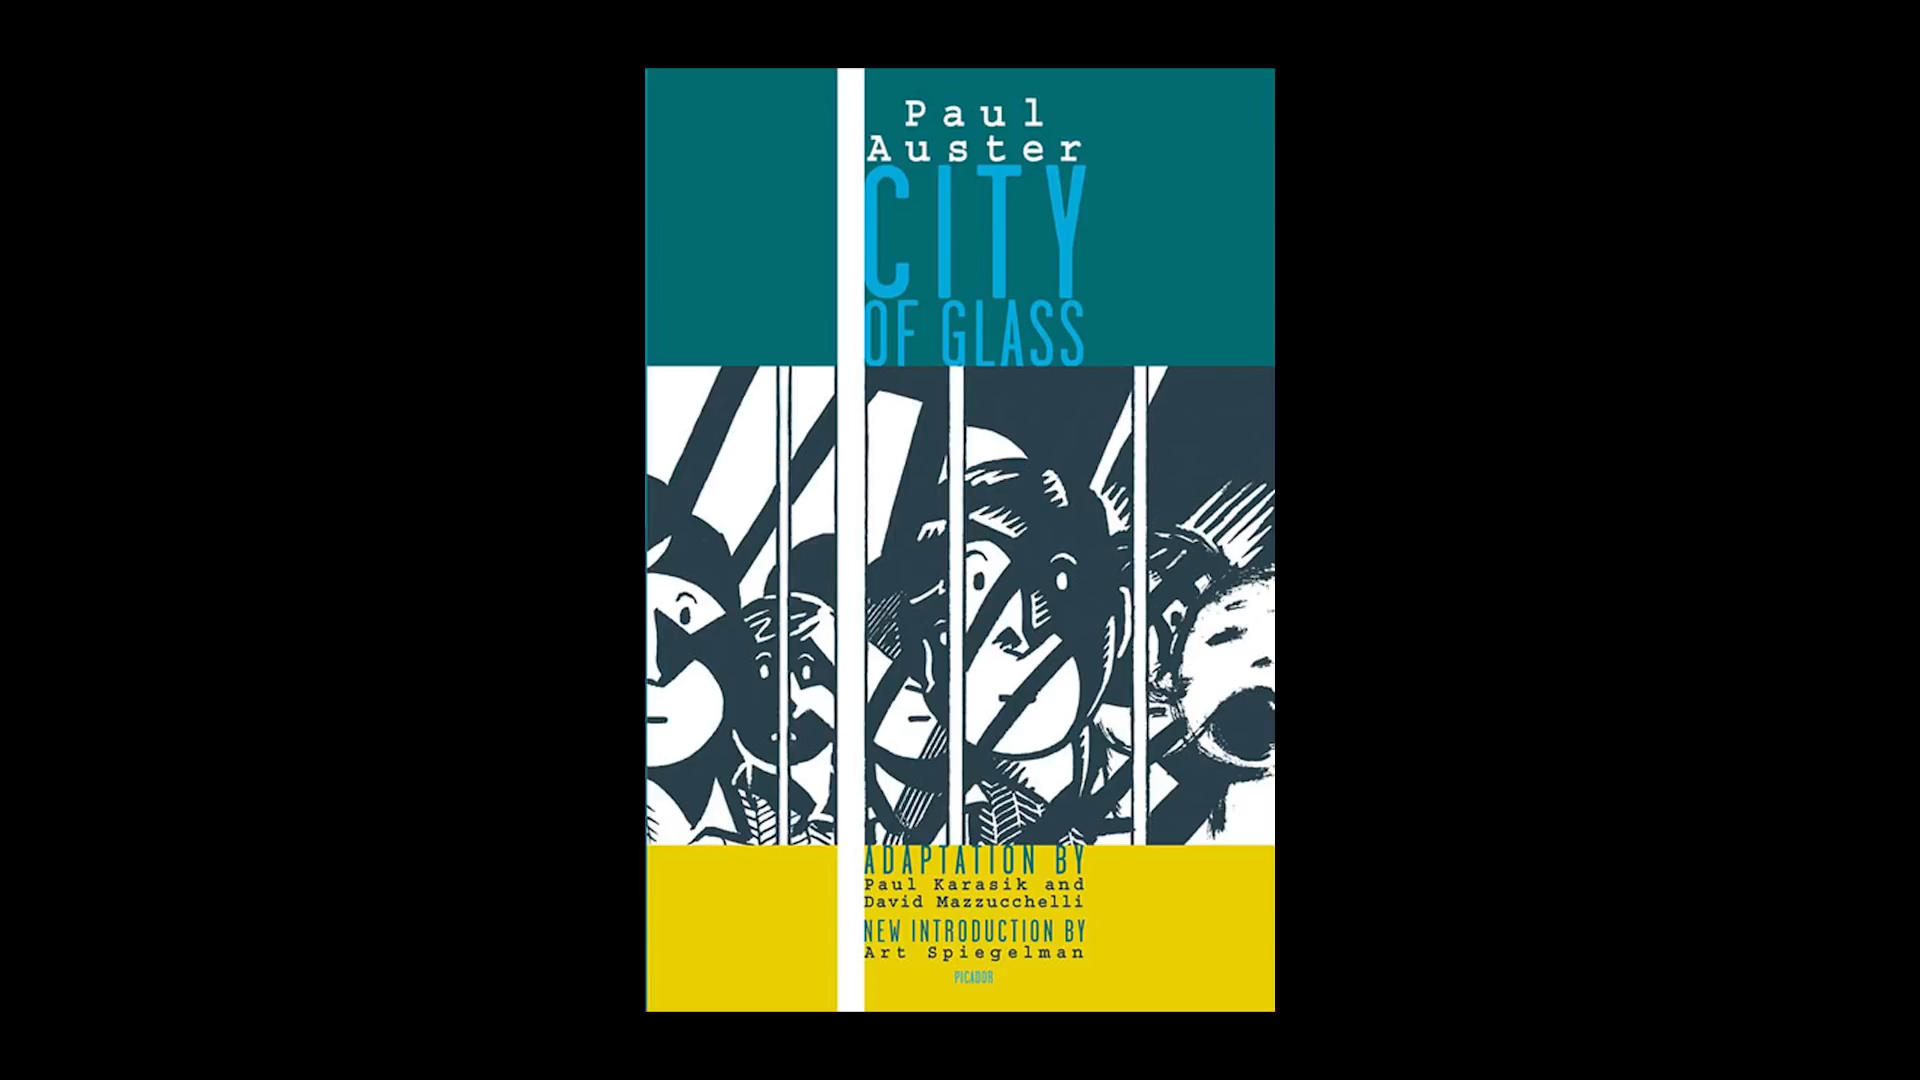 Paul
Auster
CITY
OF GLASS
ADAPTATION BY
Paul Karasik and
David Mazzucchelli
NEW INTRODUCTION BY
Art Spiegelman
PICADOR